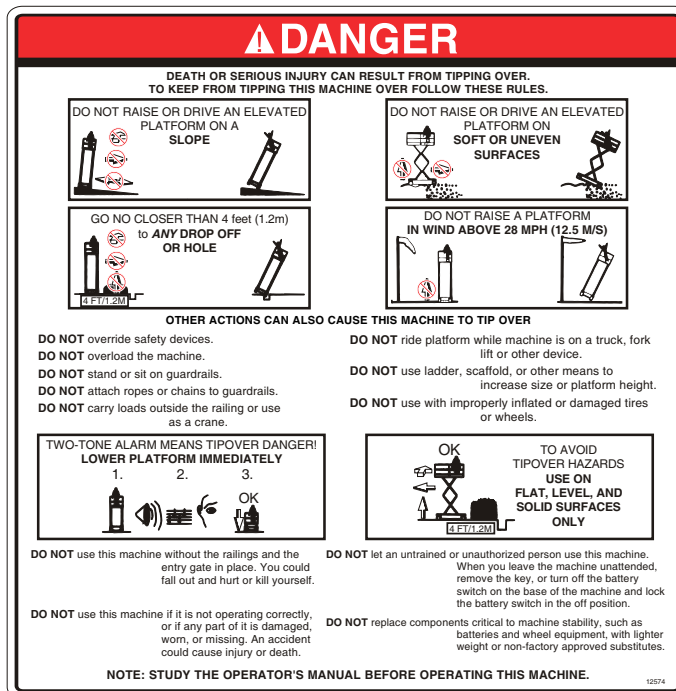 DANGER
DEATH OR SERIOUS INJURY CAN RESULT FROM TIPPING OVER.
TO KEEP FROM TIPPING THIS MACHINE OVER FOLLOW THESE RULES.
DO NOT RAISE OR DRIVE AN ELEVATED
PLATFORM ON A
SLOPE
DO NOT RAISE OR DRIVE AN ELEVATED
PLATFORM ON
SOFT OR UNEVEN
SURFACES
GO NO CLOSER THAN 4 feet (1.2m)
to ANY DROP OFF
OR HOLE
4 FT/1.2M
DO NOT RAISE A PLATFORM
IN WIND ABOVE 28 MPH (12.5 M/S)
OTHER ACTIONS CAN ALSO CAUSE THIS MACHINE TO TIP OVER
DO NOT override safety devices.
DO NOT overload the machine.
DO NOT stand or sit on guardrails.
DO NOT attach ropes or chains to guardrails.
DO NOT carry loads outside the railing or use
as a crane.
DO NOT ride platform while machine is on a truck, fork
lift or other device.
DO NOT use ladder, scaffold, or other means to
increase size or platform height.
DO NOT use with improperly inflated or damaged tires
or wheels.
TWO-TONE ALARM MEANS TIPOVER DANGER!
LOWER PLATFORM IMMEDIATELY
1. 2. 3.
OK
OK
TO AVOID
TIPOVER HAZARDS
USE ON
FLAT, LEVEL, AND
SOLID SURFACES
ONLY
4 FT/1.2M
DO NOT use this machine without the railings and the
entry gate in place. You could
fall out and hurt or kill yourself.
DO NOT use this machine if it is not operating correctly,
or if any part of it is damaged,
worn, or missing. An accident
could cause injury or death.
DO NOT let an untrained or unauthorized person use this machine.
When you leave the machine unattended,
remove the key, or turn off the battery
switch on the base of the machine and lock
the battery switch in the off position.
DO NOT replace components critical to machine stability, such as
batteries and wheel equipment, with lighter
weight or non-factory approved substitutes.
NOTE: STUDY THE OPERATOR'S MANUAL BEFORE OPERATING THIS MACHINE.
12574